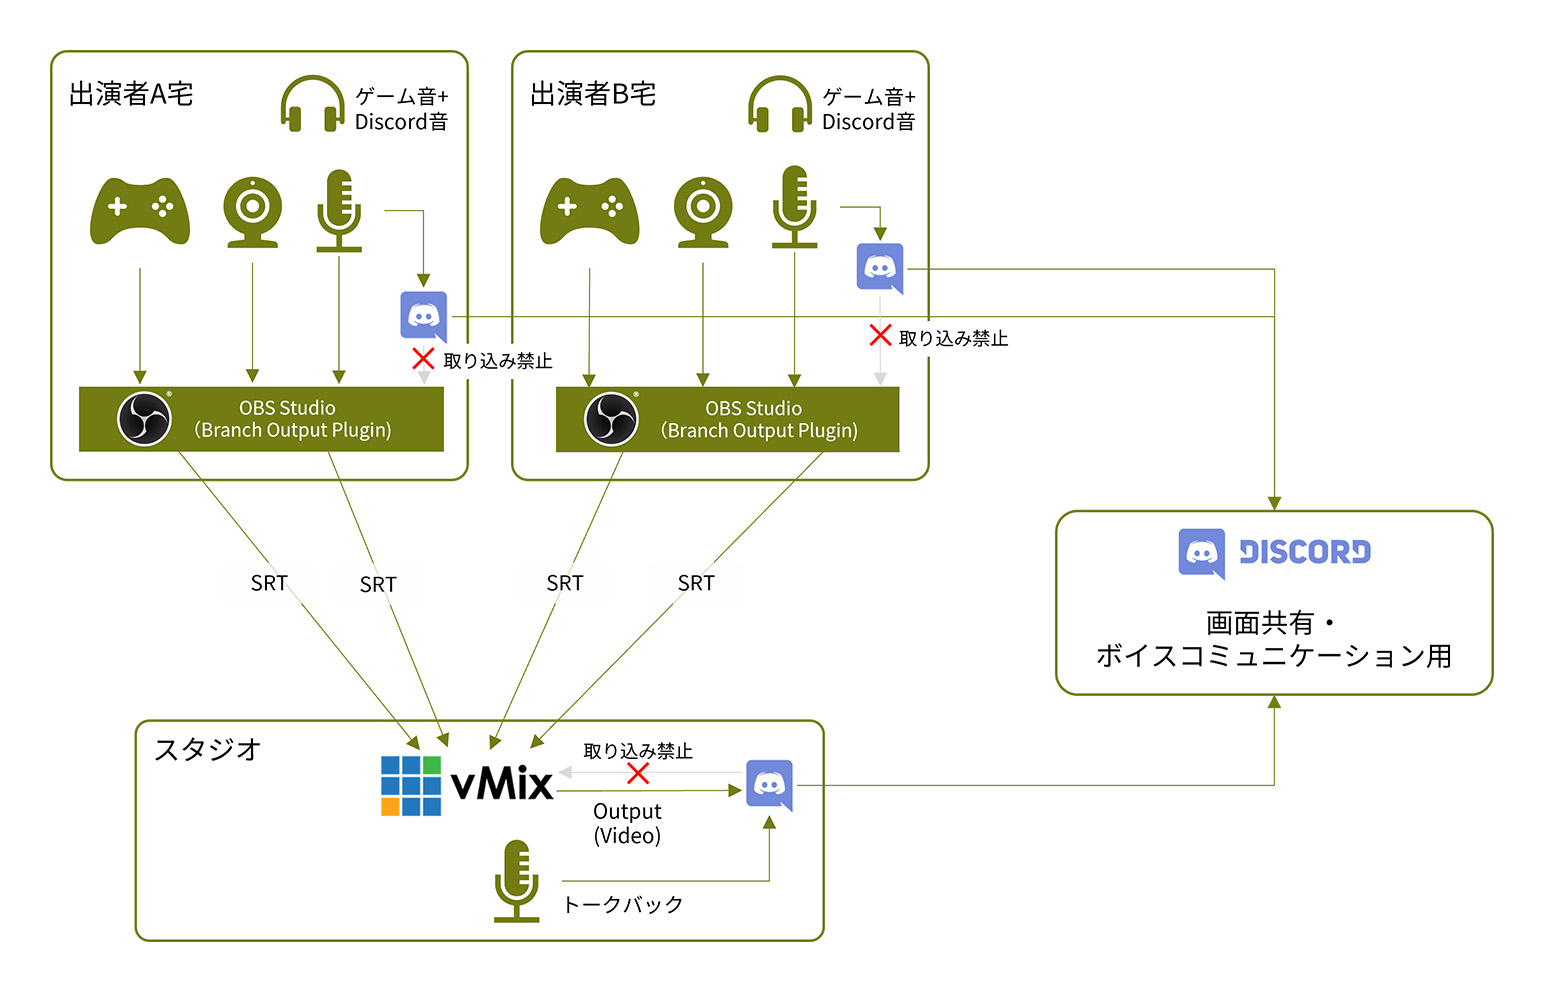 出演者A宅
ゲーム音+
Discord音
出演者B宅
ゲーム音+
Discord音
取り込み禁止
取り込み禁止
OBS Studio
(Branch Output Plugin)
OBS Studio
(Branch Output Plugin)
SRT
SRT
SRT
SRT
DISCORD
画面共有・
ボイスコミュニケーション用
スタジオ
vMix
取り込み禁止
Output
(Video)
トークバック